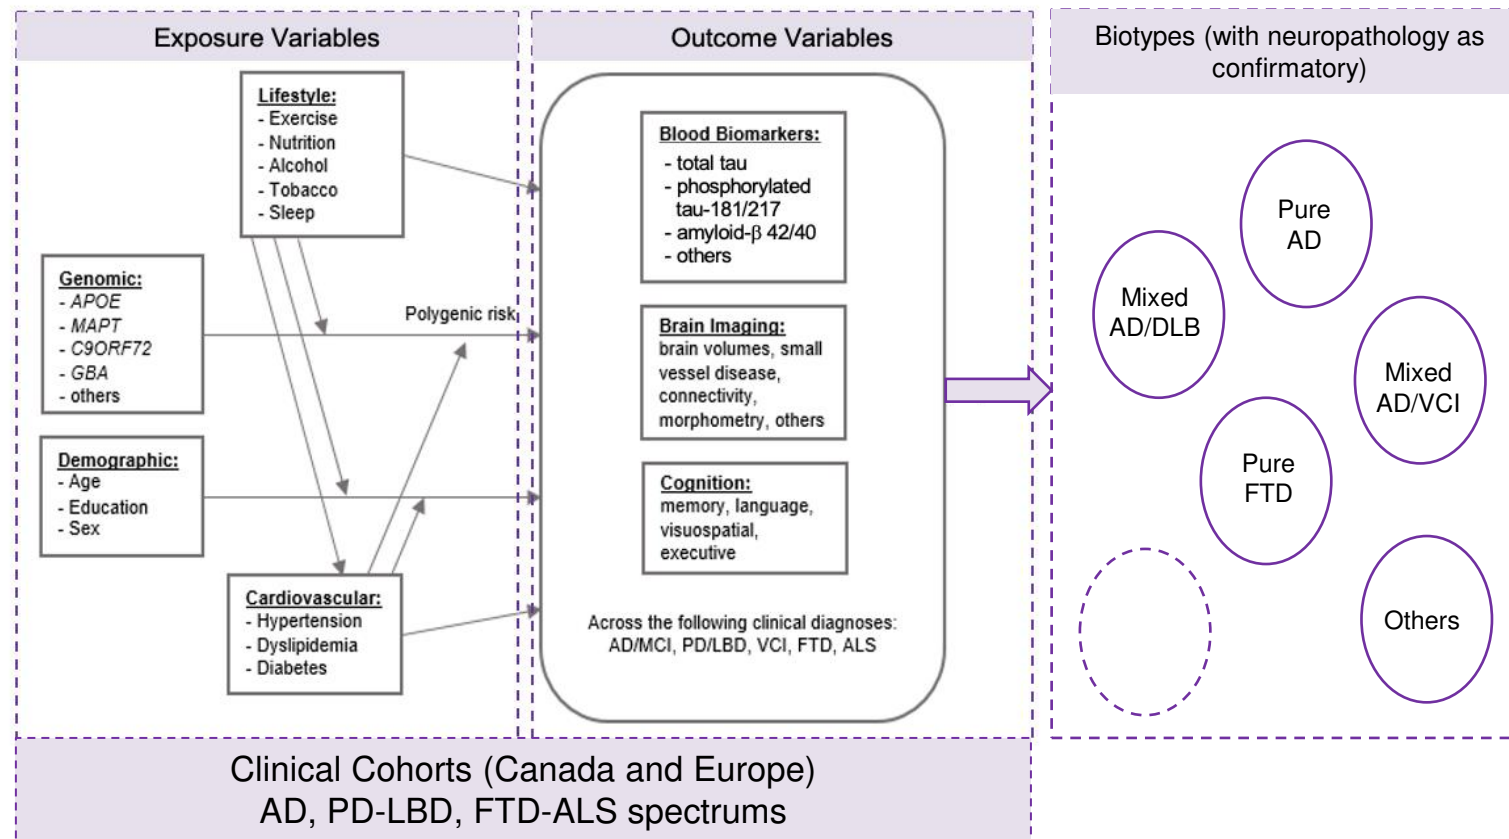 Exposure Variables
Lifestyle:
- Exercise
- Nutrition
- Alcohol
- Tobacco
- Sleep
Genomic:
- APOE
- MAPT
- C9ORF72
- GBA
- others
Polygenic risk
Demographic:
- Age
- Education
- Sex
Cardiovascular:
- Hypertension
- Dyslipidemia
- Diabetes
Outcome Variables
Blood Biomarkers:
- total tau
- phosphorylated
tau-181/217
- amyloid-β 42/40
- others
Brain Imaging:
brain volumes, small
vessel disease,
connectivity,
morphometry, others
Cognition:
memory, language,
visuospatial,
executive
Across the following clinical diagnoses:
AD/MCI, PD/LBD, VCI, FTD, ALS
Biotypes (with neuropathology as
confirmatory)
Pure
AD
Mixed
AD/DLB
Mixed
AD/VCI
Pure
FTD
Others
Clinical Cohorts (Canada and Europe)
AD, PD-LBD, FTD-ALS spectrums